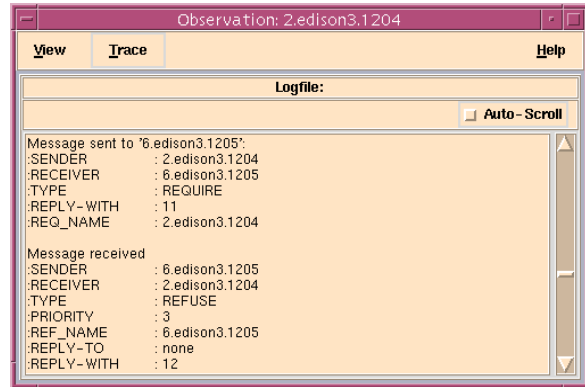 Observation: 2.edison3.1204
View Trace Help
Logfile:
Auto-Scroll
Message sent to '6.edison3.1205':
:SENDER : 2.edison3.1204
:RECEIVER : 6.edison3.1205
:TYPE : REQUIRE
:REPLY-WITH : 11
:REQ_NAME : 2.edison3.1204
Message received
:SENDER : 6.edison3.1205
:RECEIVER : 2.edison3.1204
:TYPE : REFUSE
:PRIORITY : 3
:REF_NAME : 6.edison3.1205
:REPLY-TO : none
:REPLY-WITH : 12